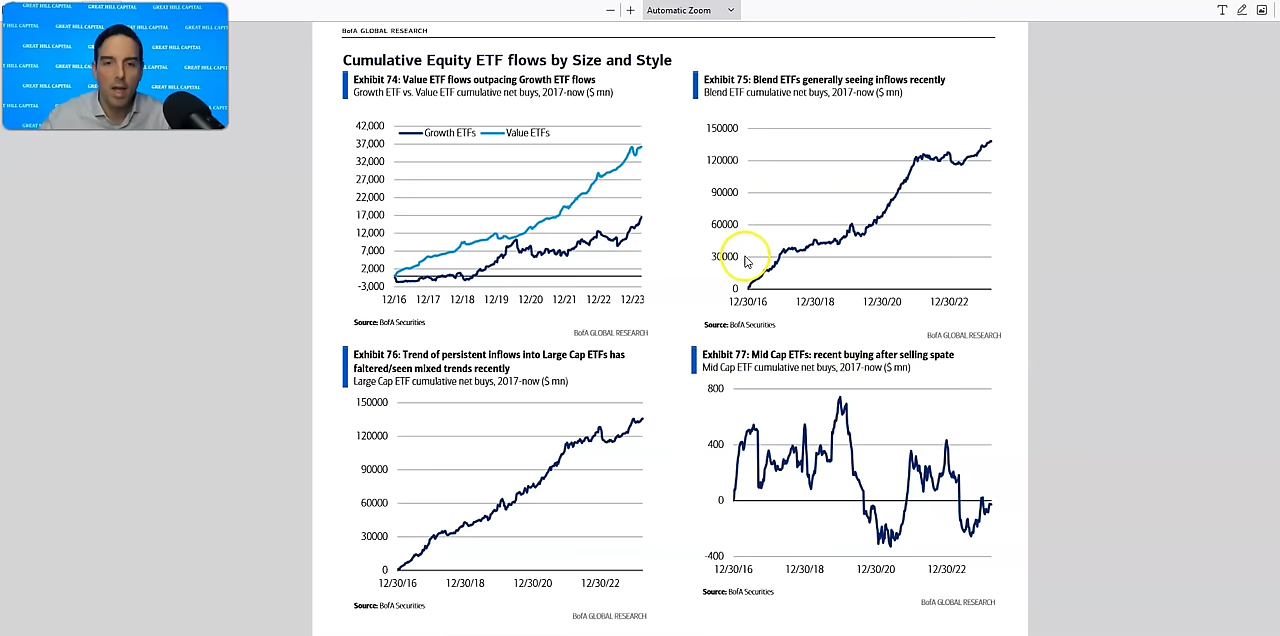 Automatic Zoom
GREAT HILL CAPITAL
GREAT HILL CAPITAL
BofA GLOBAL RESEARCH
Cumulative Equity ETF flows by Size and Style
Exhibit 74: Value ETF flows outpacing Growth ETF flows
Growth ETF vs. Value ETF cumulative net buys, 2017-now ($ mn)
Growth ETFs
Value ETFs
42,000
37,000
32,000
27,000
22,000
17,000
12,000
7,000
2,000
-3,000
12/16 12/17 12/18 12/19 12/20 12/21 12/22 12/23
Source: BofA Securities
BofA GLOBAL RESEARCH
Exhibit 75: Blend ETFs generally seeing inflows recently
Blend ETF cumulative net buys, 2017-now ($ mn)
150000
120000
90000
60000
30000
0
12/30/16 12/30/18 12/30/20 12/30/22
Source: BofA Securities
BofA GLOBAL RESEARCH
Exhibit 76: Trend of persistent inflows into Large Cap ETFs has
faltered/seen mixed trends recently
Large Cap ETF cumulative net buys, 2017-now ($ mn)
150000
120000
90000
60000
30000
0
12/30/16 12/30/18 12/30/20 12/30/22
Source: BofA Securities
BofA GLOBAL RESEARCH
Exhibit 77: Mid Cap ETFs: recent buying after selling spate
Mid Cap ETF cumulative net buys, 2017-now ($ mn)
800
400
0
-400
12/30/16 12/30/18 12/30/20 12/30/22
Source: BofA Securities
BofA GLOBAL RESEARCH